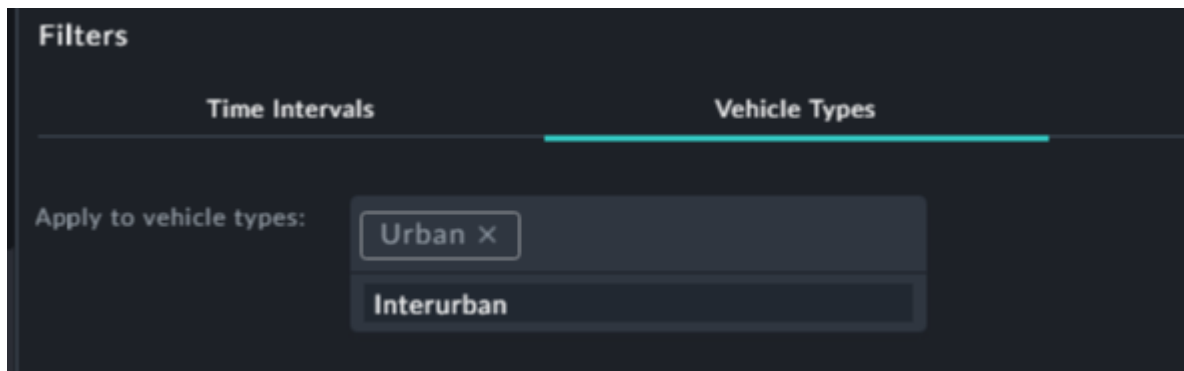 Filters
Time Intervals Vehicle Types
Apply to vehicle types: Urban ×
Interurban